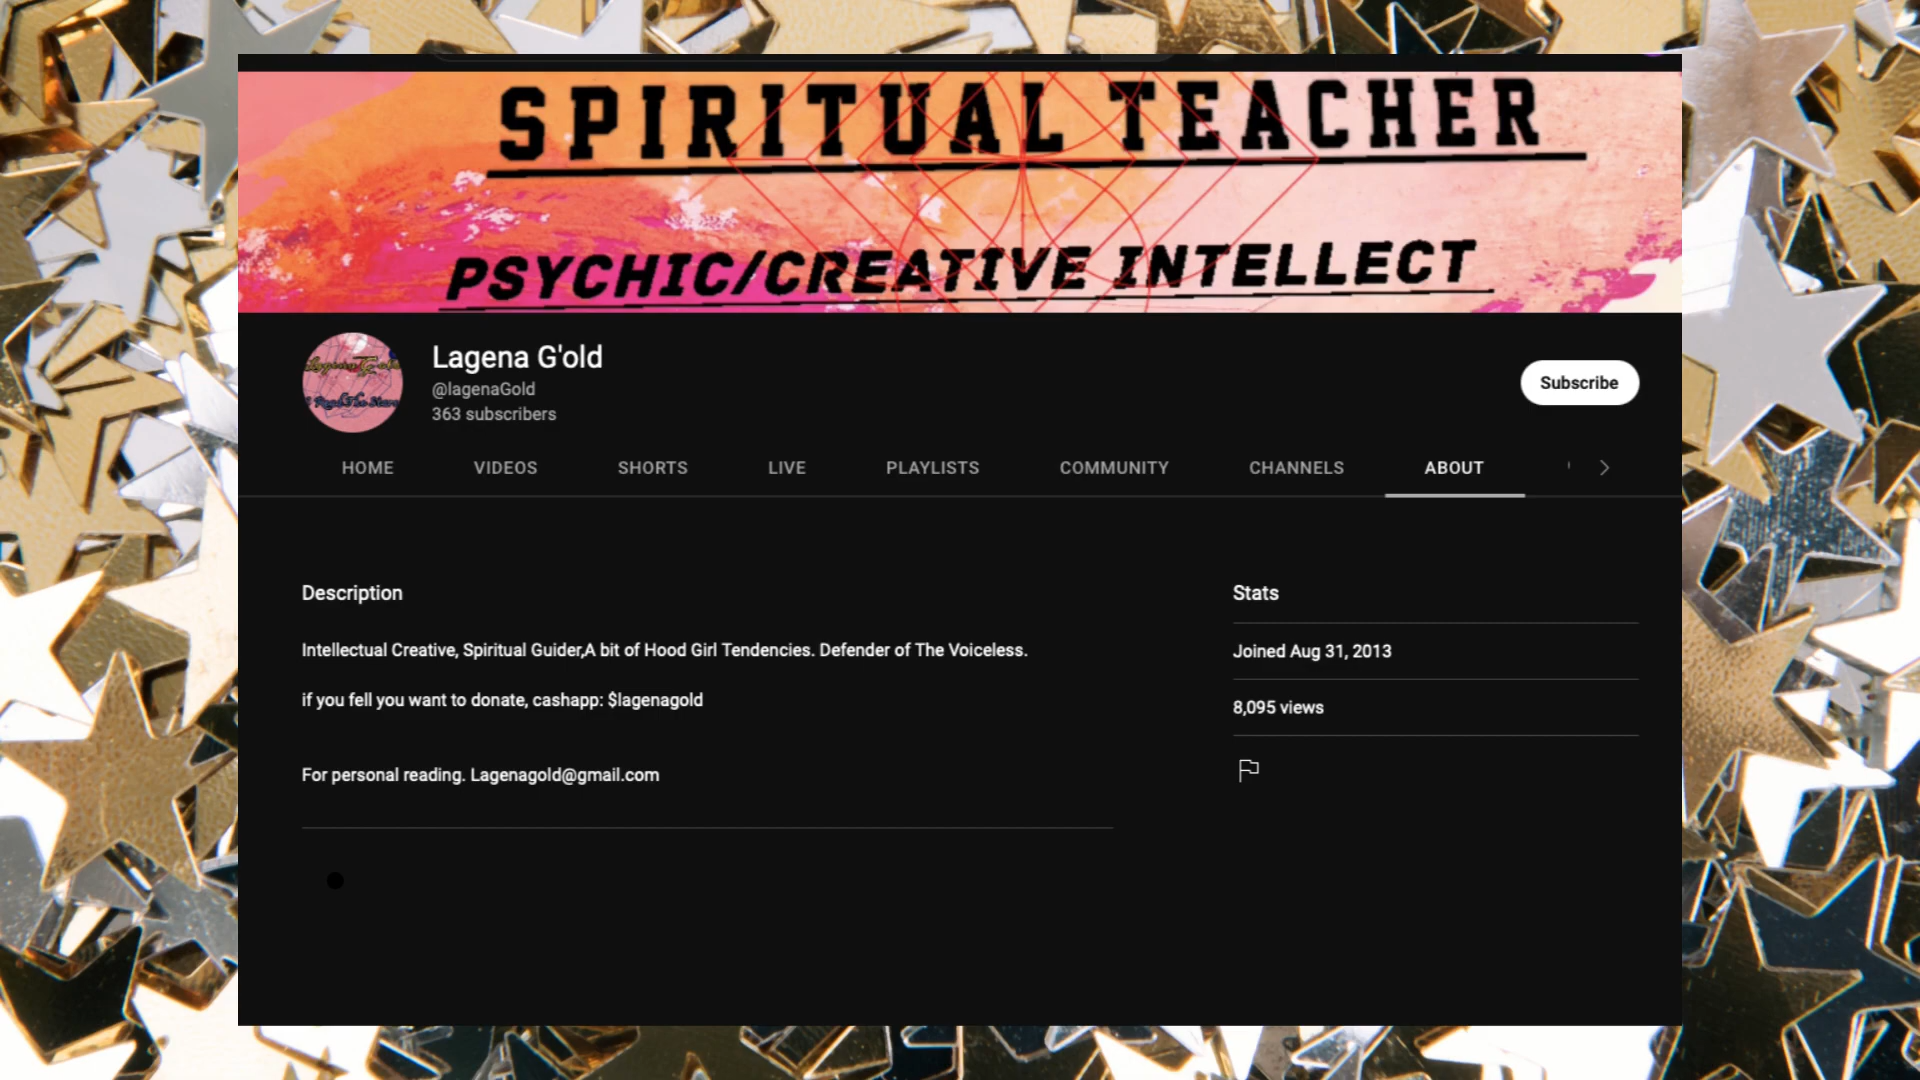 SPIRITUAL TEACHER
PSYCHIC/CREATIVE INTELLECT
Lagena G'old
@lagenaGold
363 subscribers
Subscribe
HOME VIDEOS SHORTS LIVE PLAYLISTS COMMUNITY CHANNELS ABOUT
Description
Intellectual Creative, Spiritual Guider,A bit of Hood Girl Tendencies. Defender of The Voiceless.
if you fell you want to donate, cashapp: $lagenagold
For personal reading. Lagenagold@gmail.com
Stats
Joined Aug 31, 2013
8,095 views